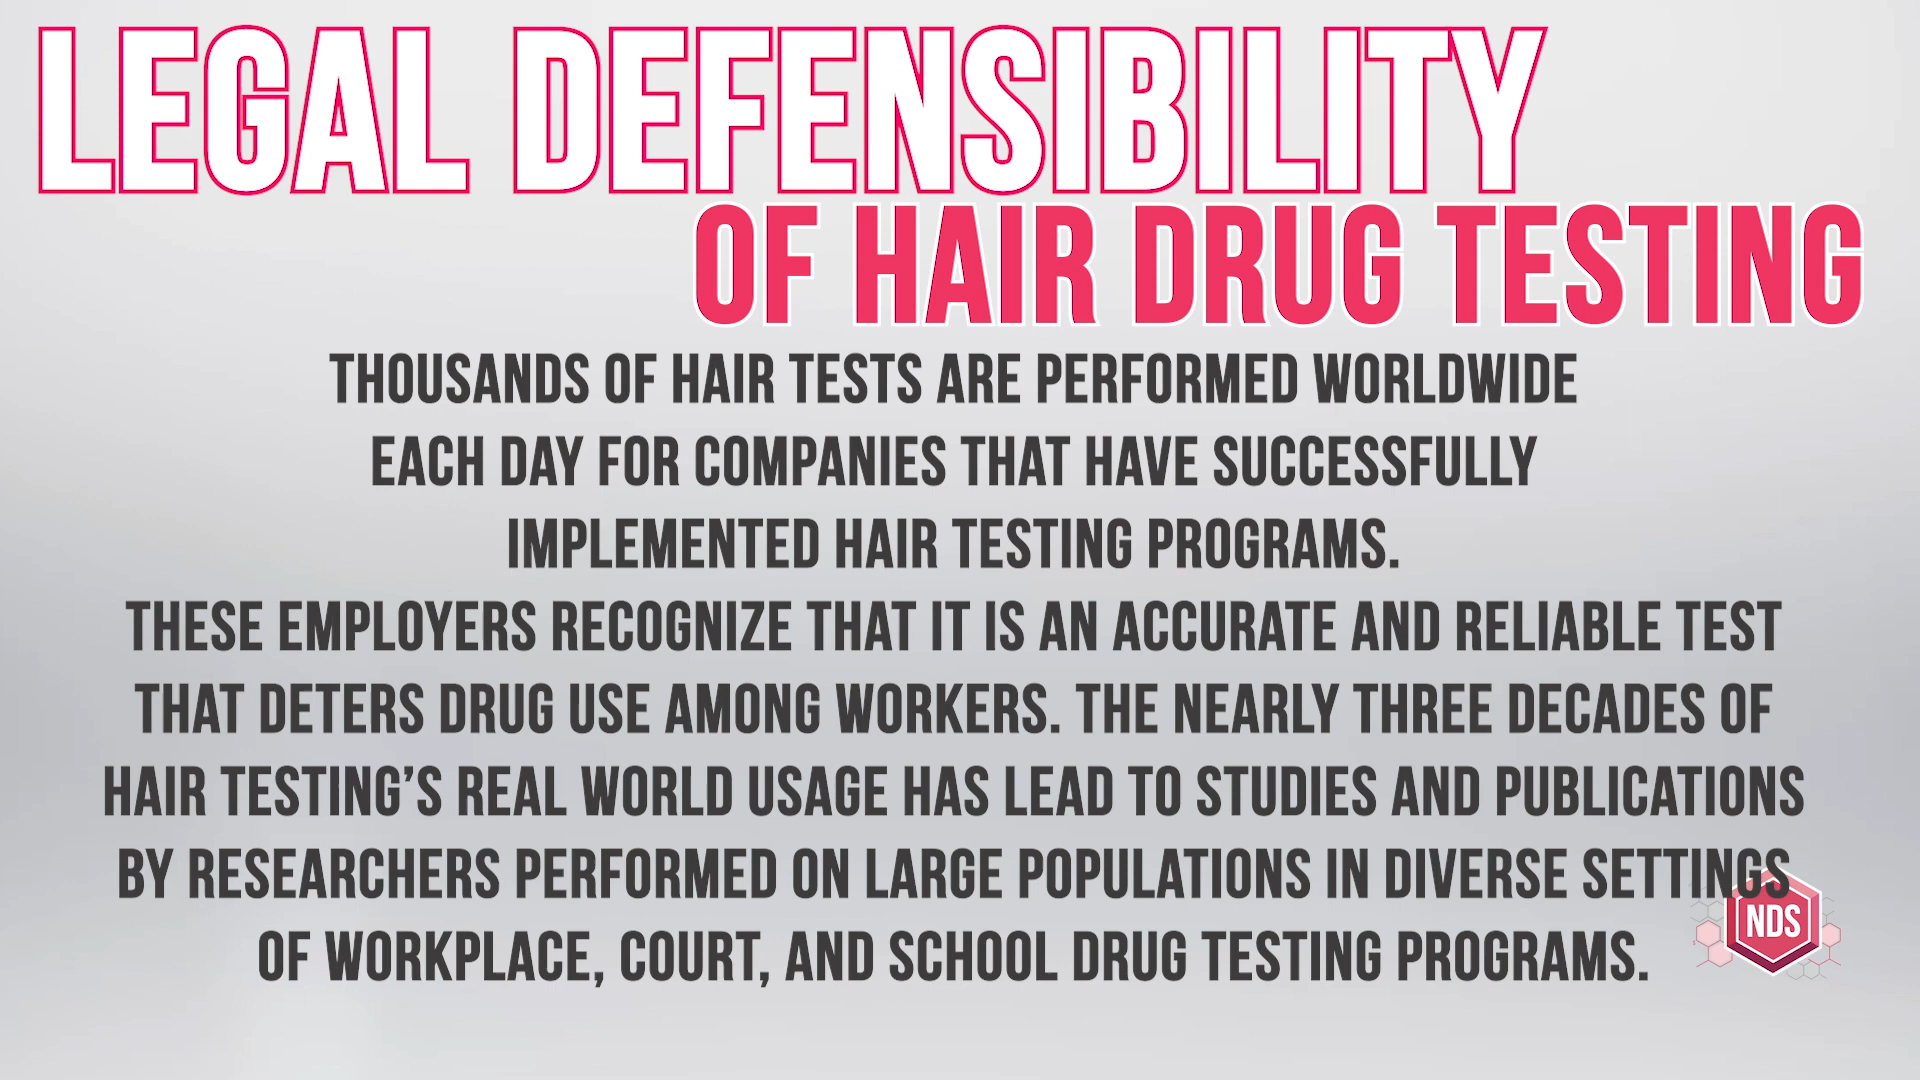 LEGAL DEFENSIBILITY
OF HAIR DRUG TESTING
THOUSANDS OF HAIR TESTS ARE PERFORMED WORLDWIDE
EACH DAY FOR COMPANIES THAT HAVE SUCCESSFULLY
IMPLEMENTED HAIR TESTING PROGRAMS.
THESE EMPLOYERS RECOGNIZE THAT IT IS AN ACCURATE AND RELIABLE TEST
THAT DETERS DRUG USE AMONG WORKERS. THE NEARLY THREE DECADES OF
HAIR TESTING’S REAL WORLD USAGE HAS LEAD TO STUDIES AND PUBLICATIONS
BY RESEARCHERS PERFORMED ON LARGE POPULATIONS IN DIVERSE SETTINGS
OF WORKPLACE, COURT, AND SCHOOL DRUG TESTING PROGRAMS.
NDS